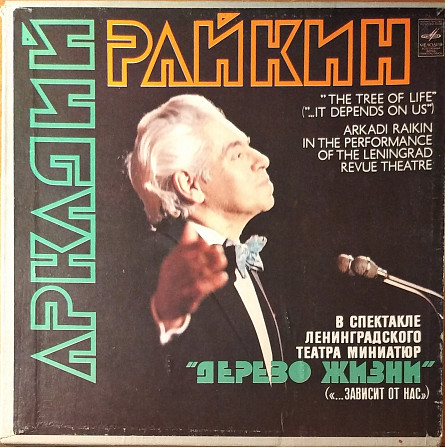 АРКАДИЙ
РАЙКИН
МЕЛОДИЯ
"THE TREE OF LIFE"
("...IT DEPENDS ON US")
ARKADI RAIKIN
IN THE PERFORMANCE
OF THE LENINGRAD
REVUE THEATRE
В СПЕКТАКЛЕ
ЛЕНИНГРАДСКОГО
ТЕАТРА МИНИАТЮР
"ДЕРЕВО ЖИЗНИ"
(«...ЗАВИСИТ ОТ НАС»)